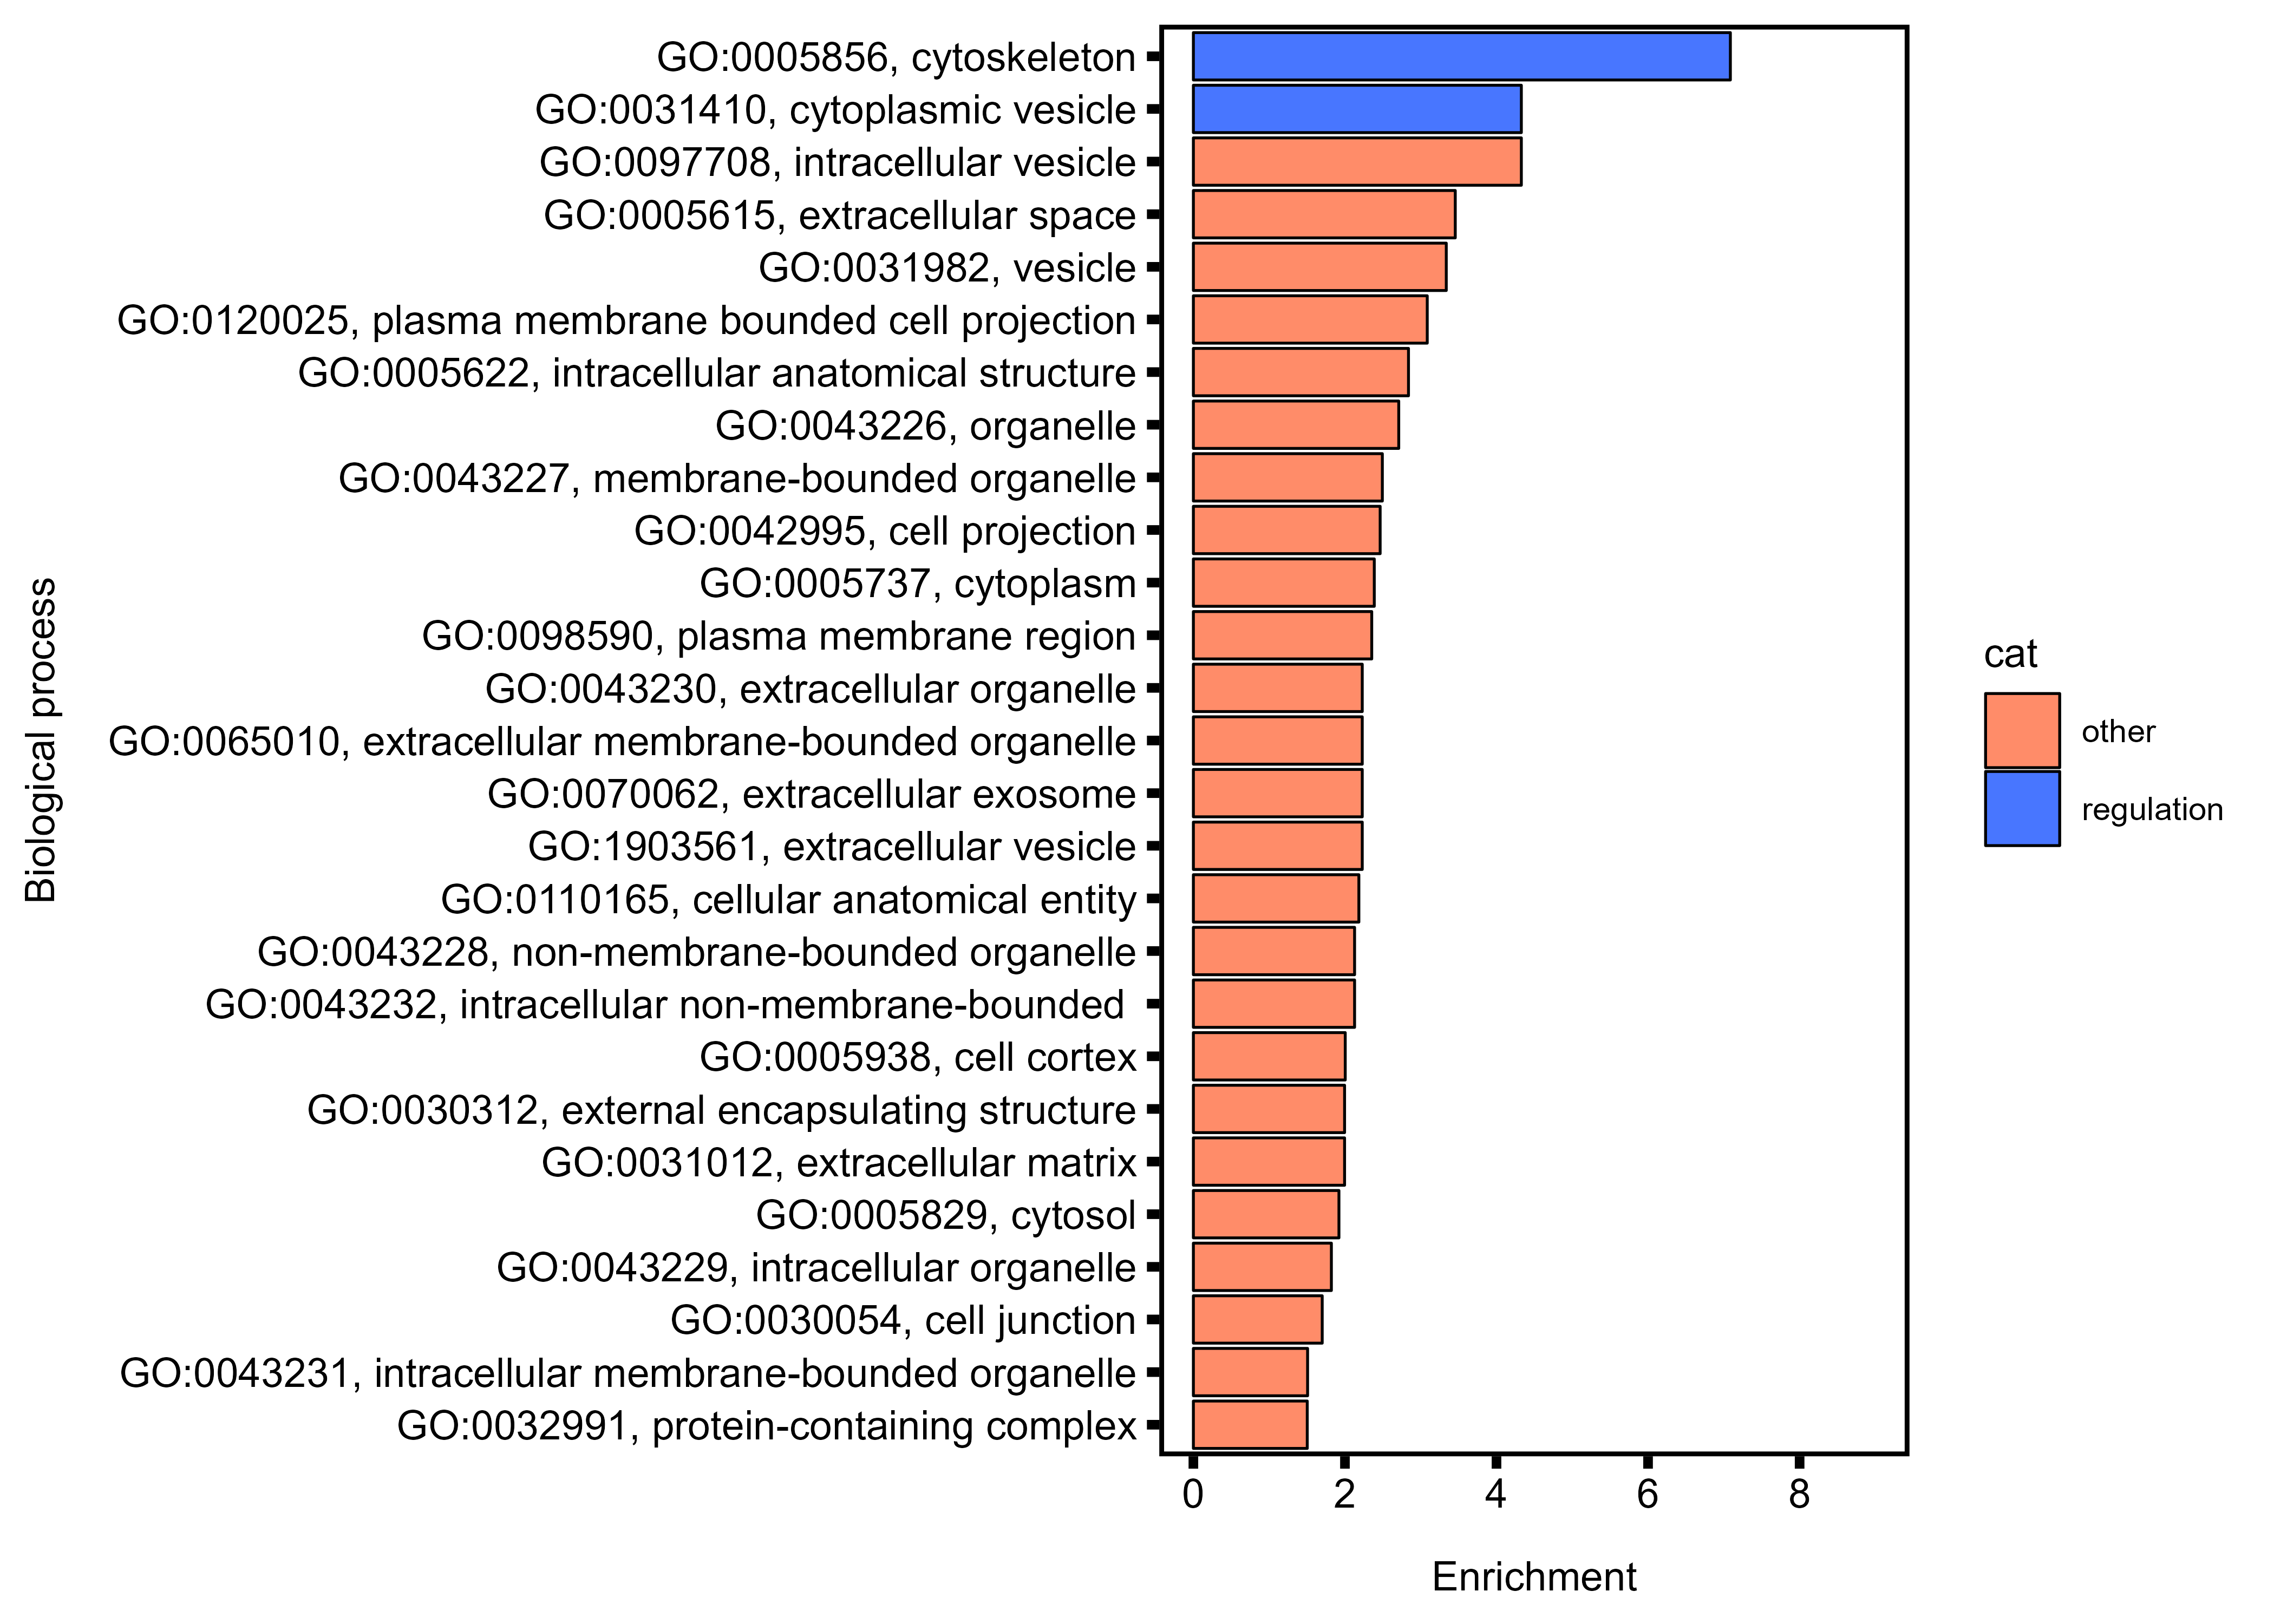 GO:0005856, cytoskeleton
GO:0031410, cytoplasmic vesicle
GO:0097708, intracellular vesicle
GO:0005615, extracellular space
GO:0031982, vesicle
GO:0120025, plasma membrane bounded cell projection
GO:0005622, intracellular anatomical structure
GO:0043226, organelle
GO:0043227, membrane-bounded organelle
GO:0042995, cell projection
GO:0005737, cytoplasm
GO:0098590, plasma membrane region
GO:0043230, extracellular organelle
GO:0065010, extracellular membrane-bounded organelle
GO:0070062, extracellular exosome
GO:1903561, extracellular vesicle
GO:0110165, cellular anatomical entity
GO:0043228, non-membrane-bounded organelle
GO:0043232, intracellular non-membrane-bounded
GO:0005938, cell cortex
GO:0030312, external encapsulating structure
GO:0031012, extracellular matrix
GO:0005829, cytosol
GO:0043229, intracellular organelle
GO:0030054, cell junction
GO:0043231, intracellular membrane-bounded organelle
GO:0032991, protein-containing complex
Biological process
0 2 4 6 8
Enrichment
cat
other
regulation